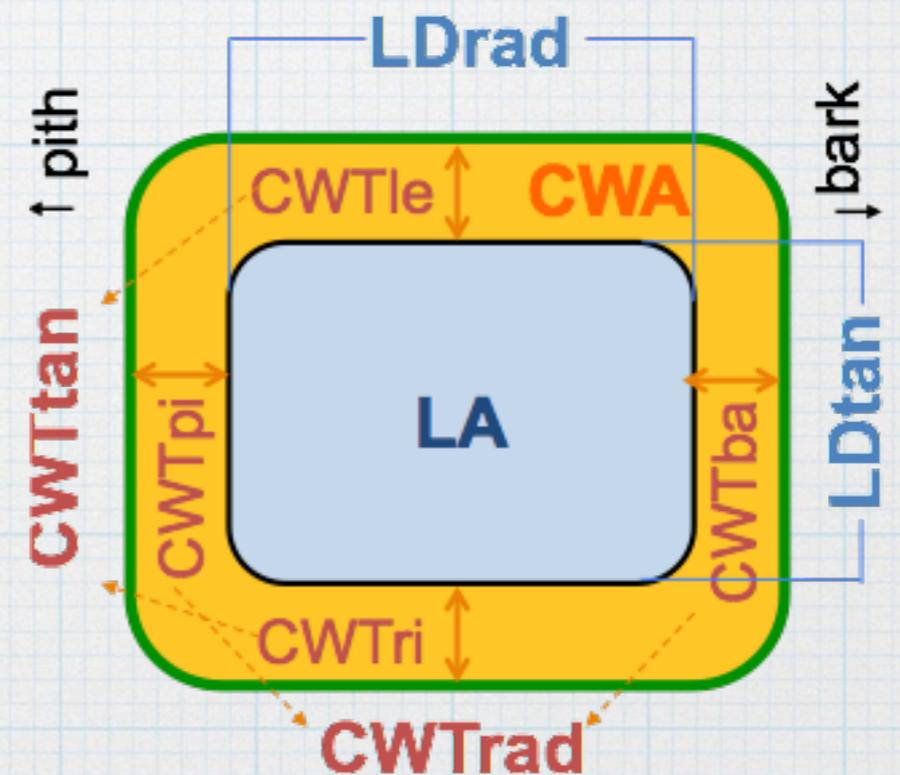 LDrad
↑ pith
↓ bark
CWTle
CWA
CWTtan
CWTpi
LA
CWTba
LDtan
CWTri
CWTrad